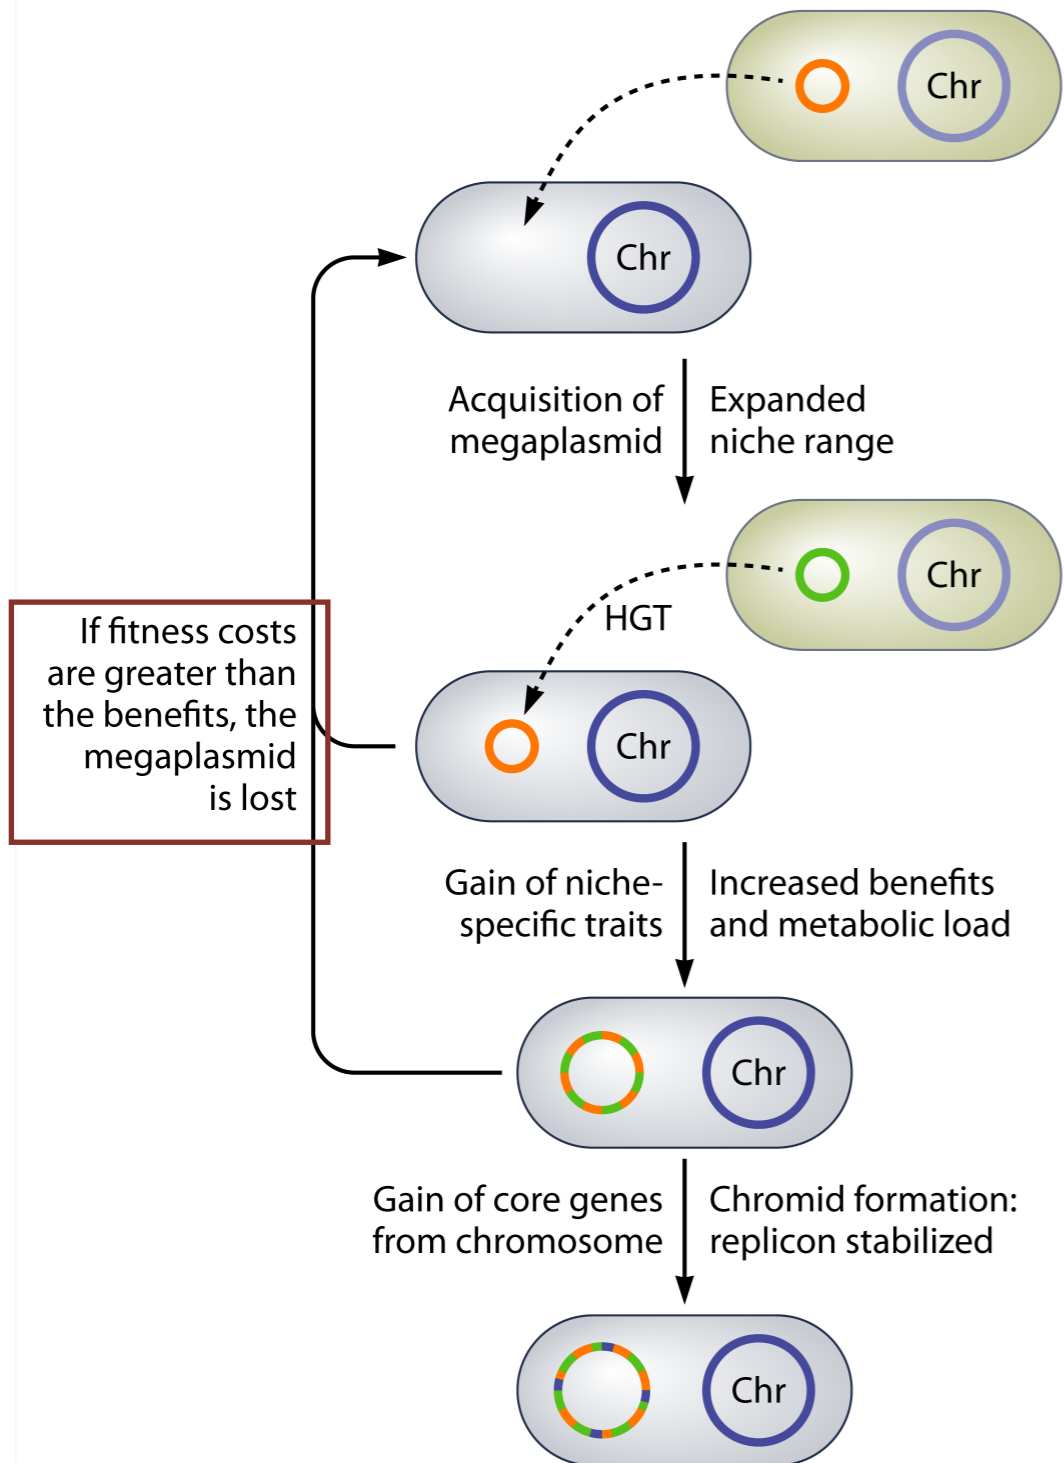 Chr
Chr
Acquisition of
megaplasmid
Expanded
niche range
Chr
HGT
If fitness costs
are greater than
the benefits, the
megaplasmid
is lost
Chr
Gain of niche-
specific traits
Increased benefits
and metabolic load
Chr
Gain of core genes
from chromosome
Chromid formation:
replicon stabilized
Chr